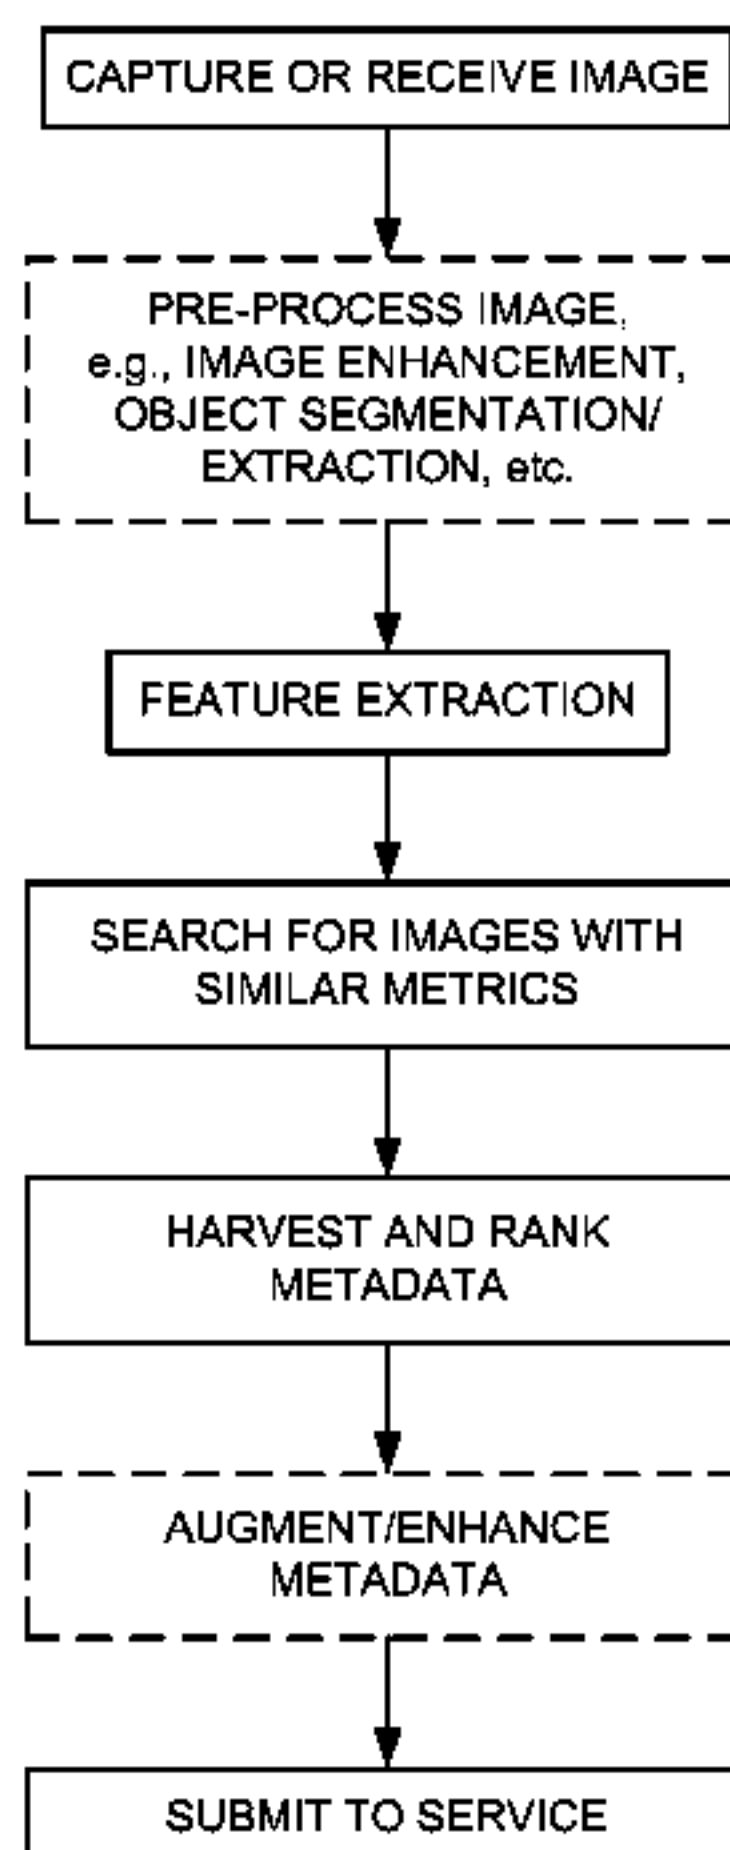 CAPTURE OR RECEIVE IMAGE
PRE-PROCESS IMAGE,
e.g., IMAGE ENHANCEMENT,
OBJECT SEGMENTATION/
EXTRACTION, etc.
FEATURE EXTRACTION
SEARCH FOR IMAGES WITH
SIMILAR METRICS
HARVEST AND RANK
METADATA
AUGMENT/ENHANCE
METADATA
SUBMIT TO SERVICE